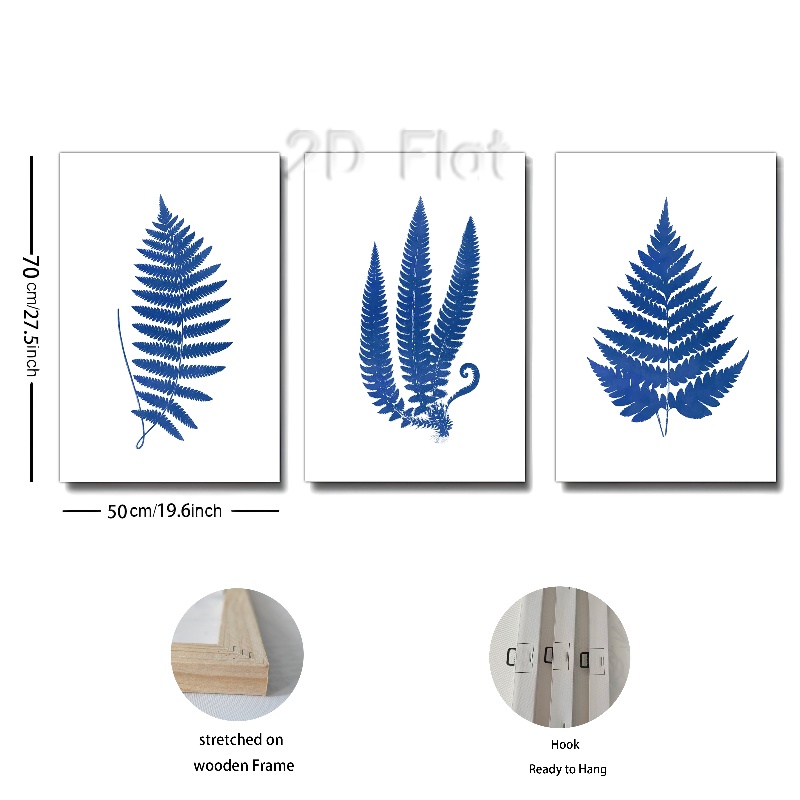 2D Flat
70 cm/27.5inch
50cm/19.6inch
stretched on
wooden Frame
Hook
Ready to Hang